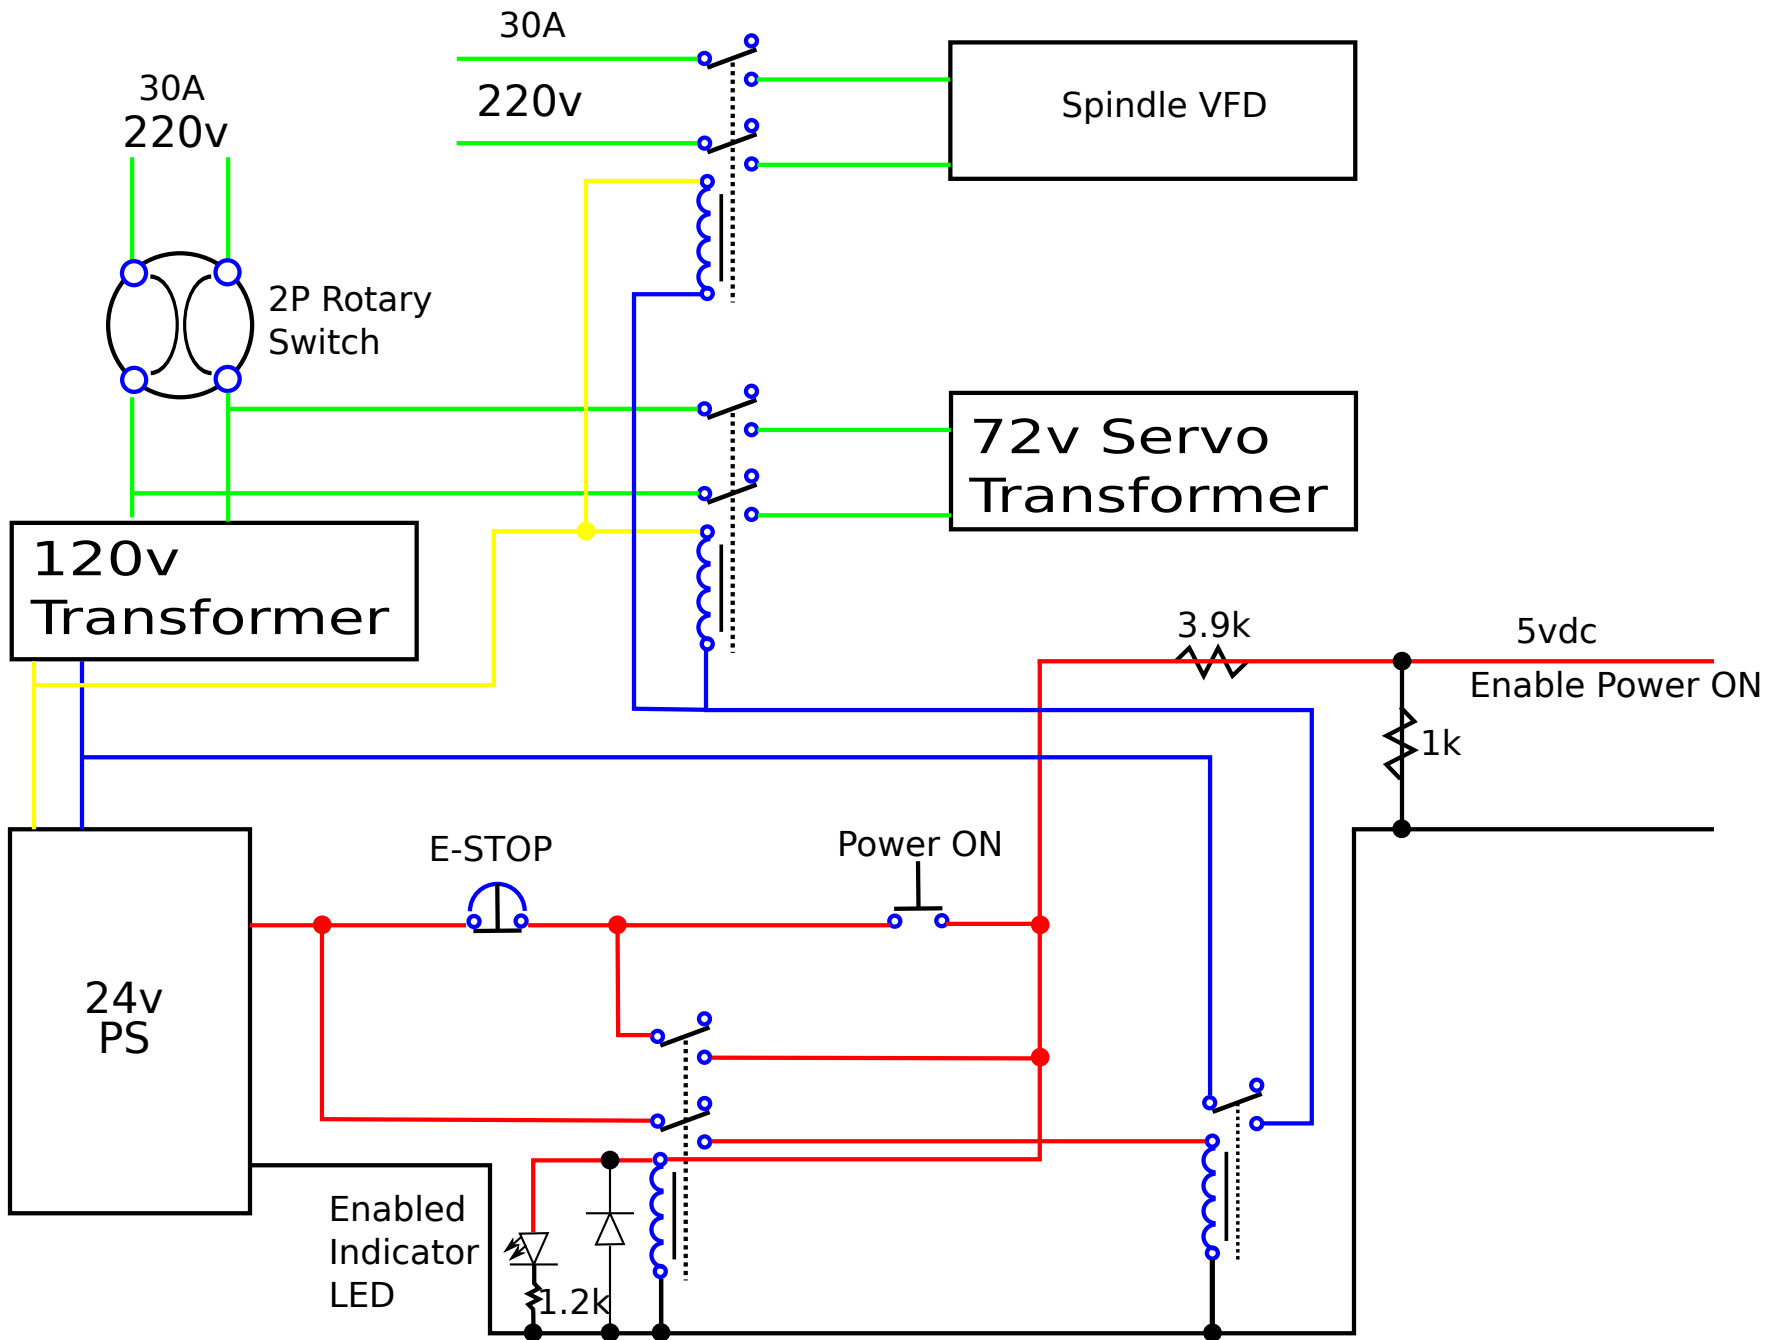 30A
220v
30A
220v
Spindle VFD
2P Rotary
Switch
72v Servo
Transformer
120v
Transformer
3.9k
5vdc
Enable Power ON
1k
E-STOP
Power ON
24v
PS
Enabled
Indicator
LED
1.2k